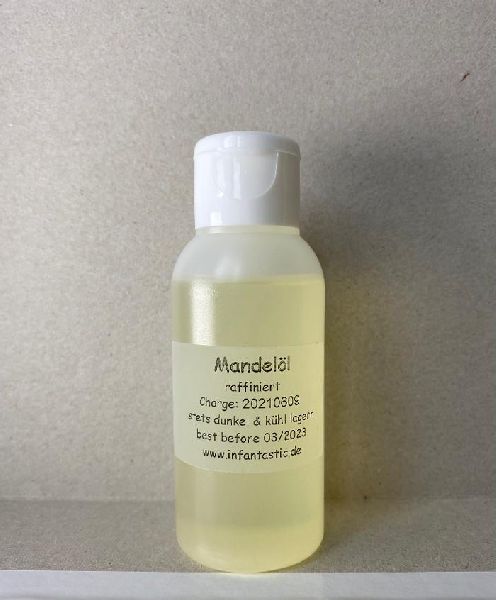 Mandelöl
raffiniert
Charge: 20210809
stets dunkel & kühl lagern
best before 03/2023
www.infantastic.de